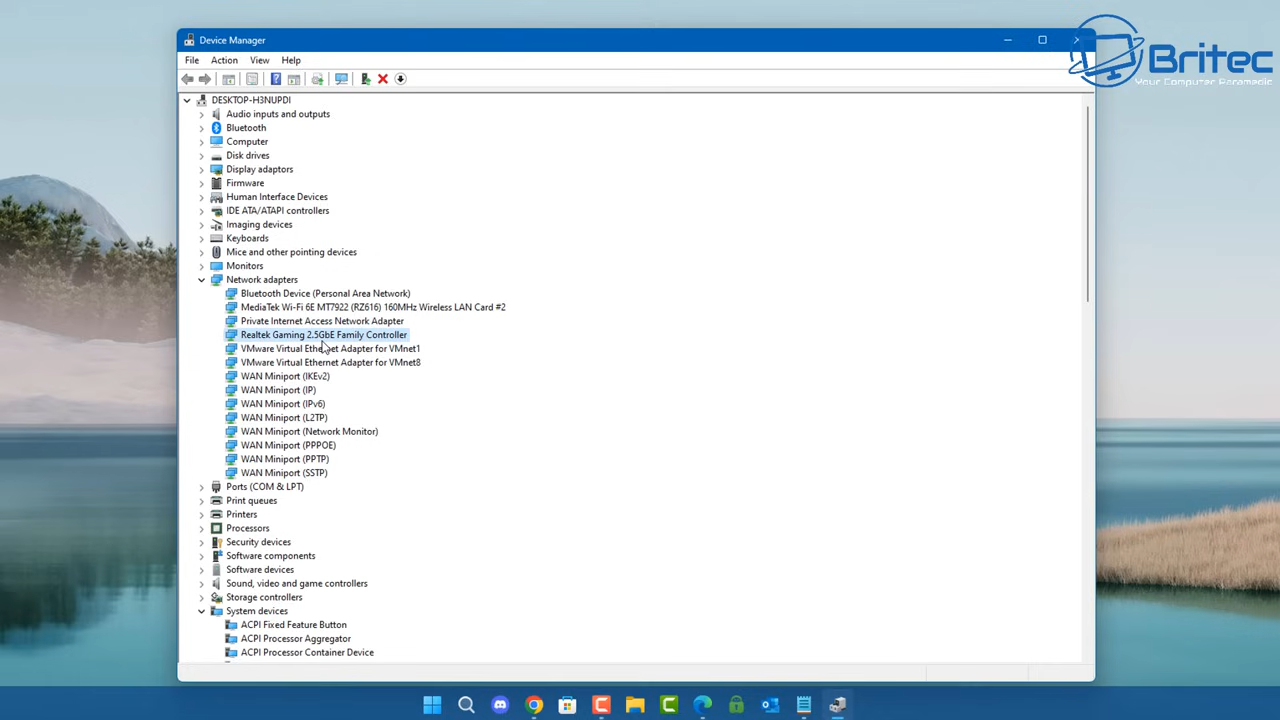 Device Manager
Britec
Your Computer Paramedic
File Action View Help
DESKTOP-H3NUPDI
Audio inputs and outputs
Bluetooth
Computer
Disk drives
Display adaptors
Firmware
Human Interface Devices
IDE ATA/ATAPI controllers
Imaging devices
Keyboards
Mice and other pointing devices
Monitors
Network adapters
Bluetooth Device (Personal Area Network)
MediaTek Wi-Fi 6E MT7922 (RZ616) 160MHz Wireless LAN Card #2
Private Internet Access Network Adapter
Realtek Gaming 2.5GbE Family Controller
VMware Virtual Ethernet Adapter for VMnet1
VMware Virtual Ethernet Adapter for VMnet8
WAN Miniport (IKEv2)
WAN Miniport (IP)
WAN Miniport (IPv6)
WAN Miniport (L2TP)
WAN Miniport (Network Monitor)
WAN Miniport (PPPOE)
WAN Miniport (PPTP)
WAN Miniport (SSTP)
Ports (COM & LPT)
Print queues
Printers
Processors
Security devices
Software components
Software devices
Sound, video and game controllers
Storage controllers
System devices
ACPI Fixed Feature Button
ACPI Processor Aggregator
ACPI Processor Container Device